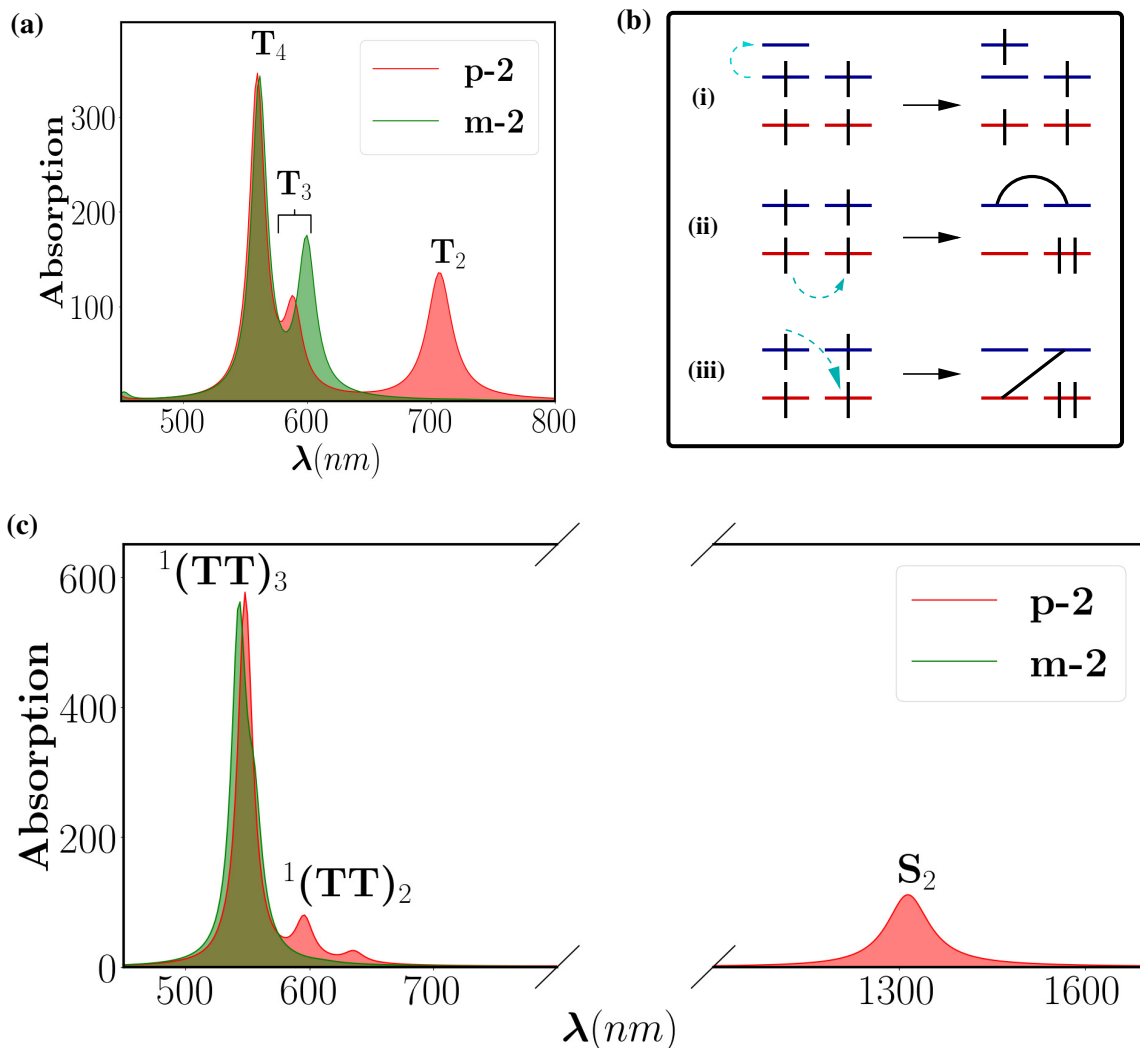 (a)
T4
T3
T2
p-2
m-2
Absorption
300
200
100
500 600 700 800
λ(nm)
(b)
(i)
(ii)
(iii)
(c)
1(TT)3
1(TT)2
S2
p-2
m-2
Absorption
600
400
200
0
500 600 700 1300 1600
λ(nm)